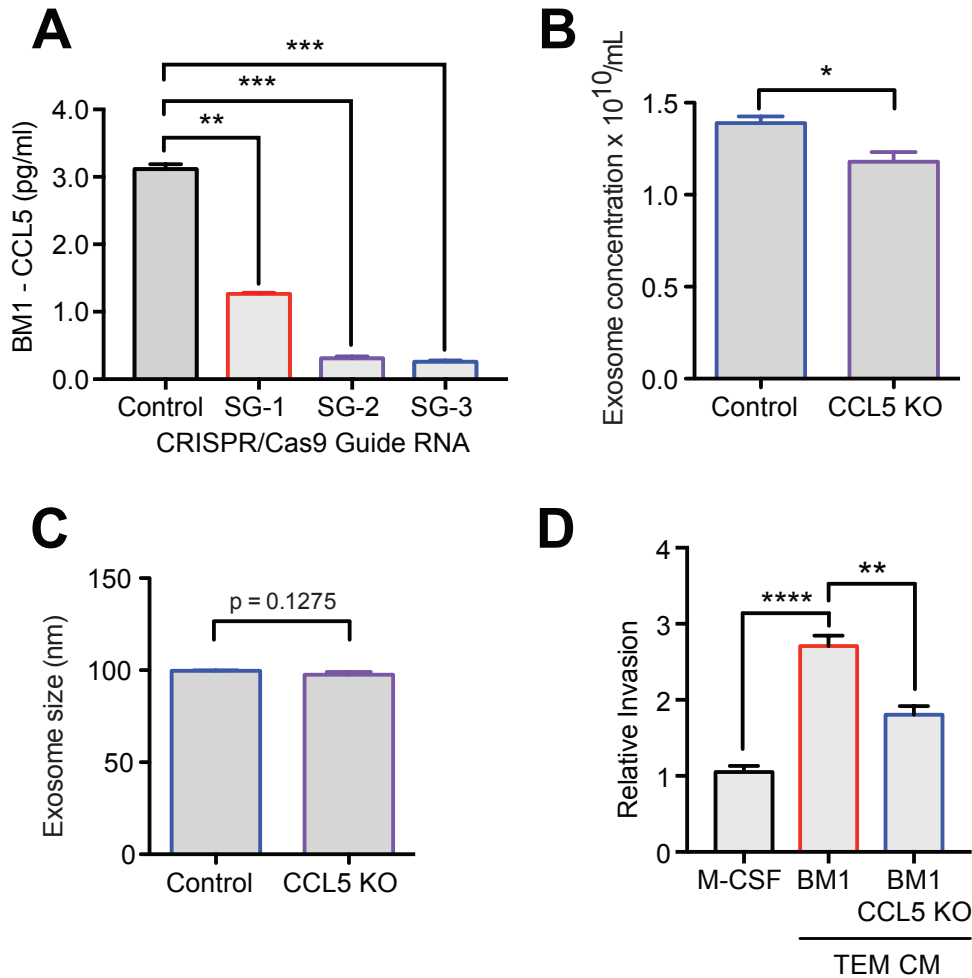 A
***
***
**
BM1 - CCL5 (pg/ml)
4.0
3.0
2.0
1.0
0.0
Control SG-1 SG-2 SG-3
CRISPR/Cas9 Guide RNA
B
*
Exosome concentration x 10^10/mL
1.5
1.0
0.5
0.0
Control CCL5 KO
C
p = 0.1275
Exosome size (nm)
150
100
50
0
Control CCL5 KO
D
****
**
Relative Invasion
4
3
2
1
0
M-CSF BM1 BM1
CCL5 KO
TEM CM